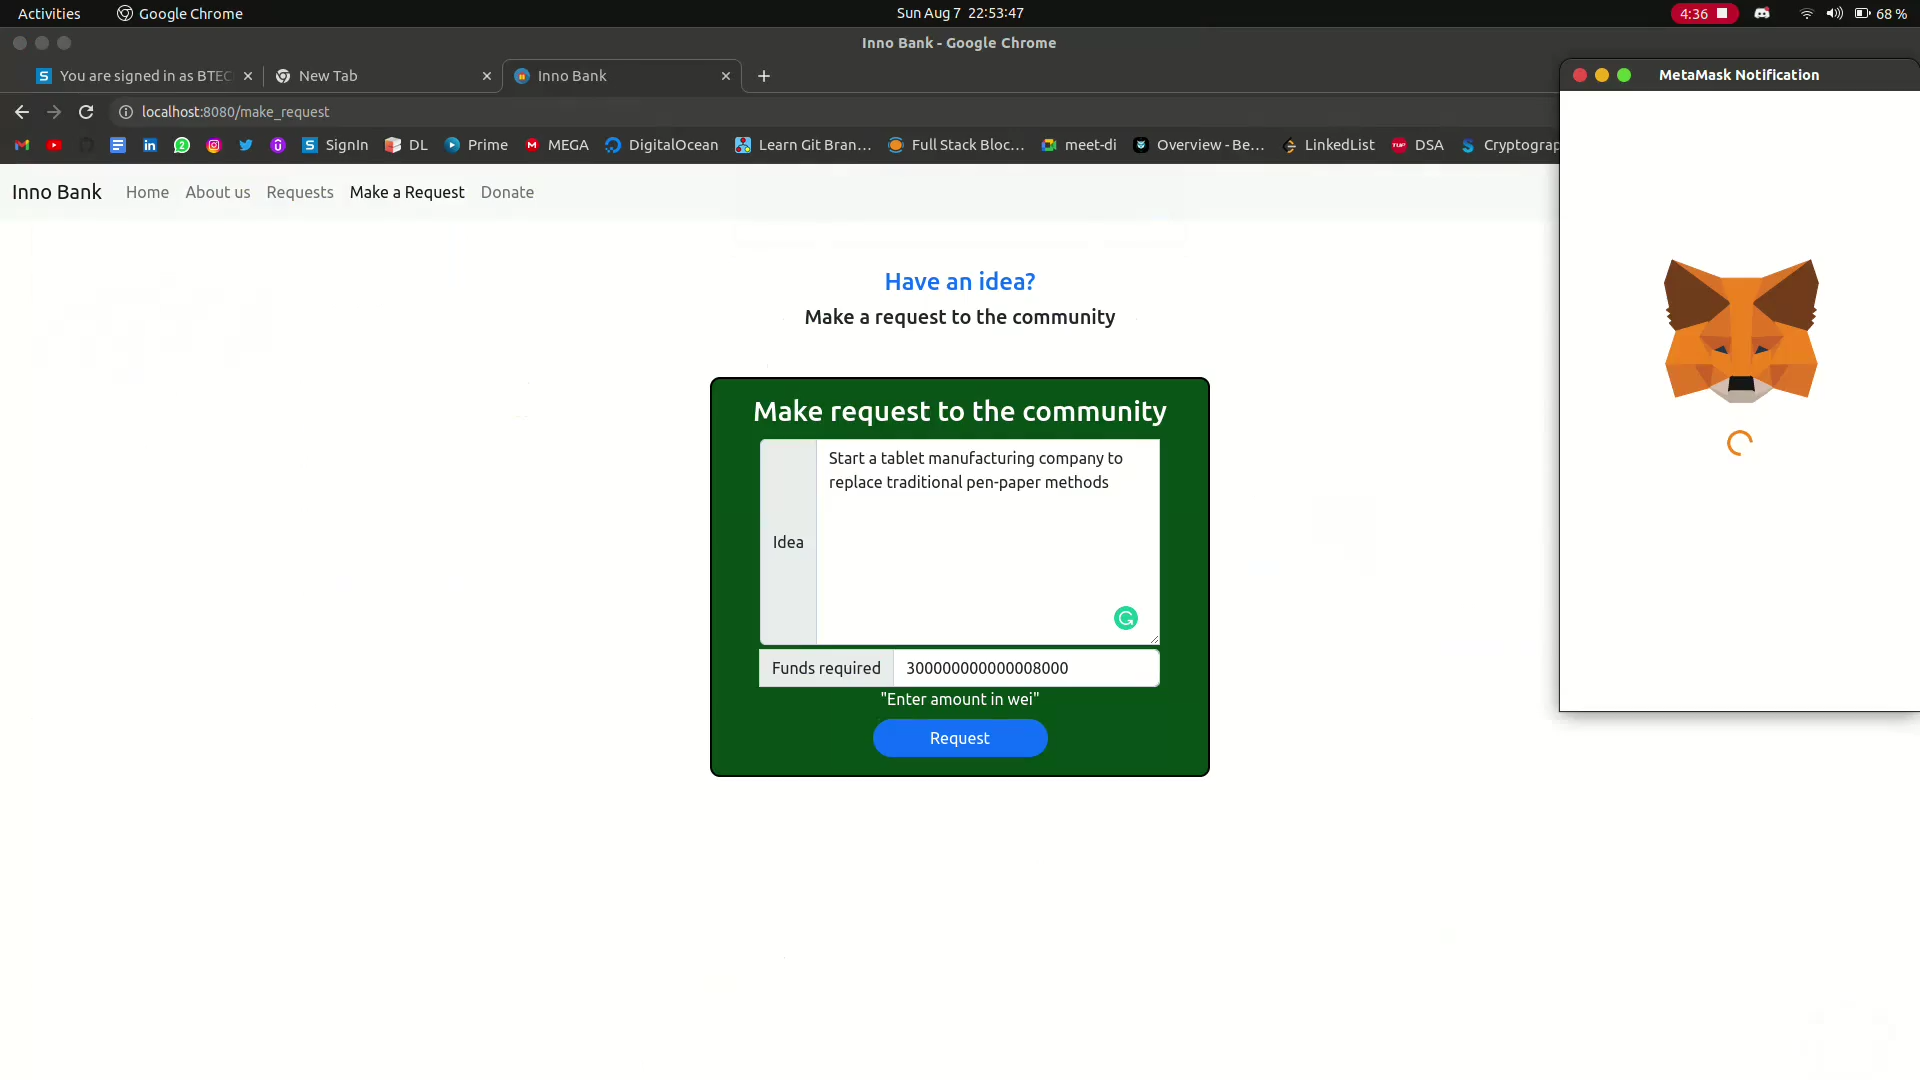 Activities
Google Chrome
Sun Aug 7 22:53:47
4:36
68 %
Inno Bank - Google Chrome
You are signed in as BTEC
New Tab
Inno Bank
MetaMask Notification
localhost:8080/make_request
SignIn
DL
Prime
MEGA
DigitalOcean
Learn Git Bran...
Full Stack Bloc...
meet-di
Overview - Be...
LinkedList
DSA
Cryptograp
Inno Bank
Home
About us
Requests
Make a Request
Donate
Have an idea?
Make a request to the community
Make request to the community
Idea
Start a tablet manufacturing company to
replace traditional pen-paper methods
Funds required
300000000000008000
"Enter amount in wei"
Request